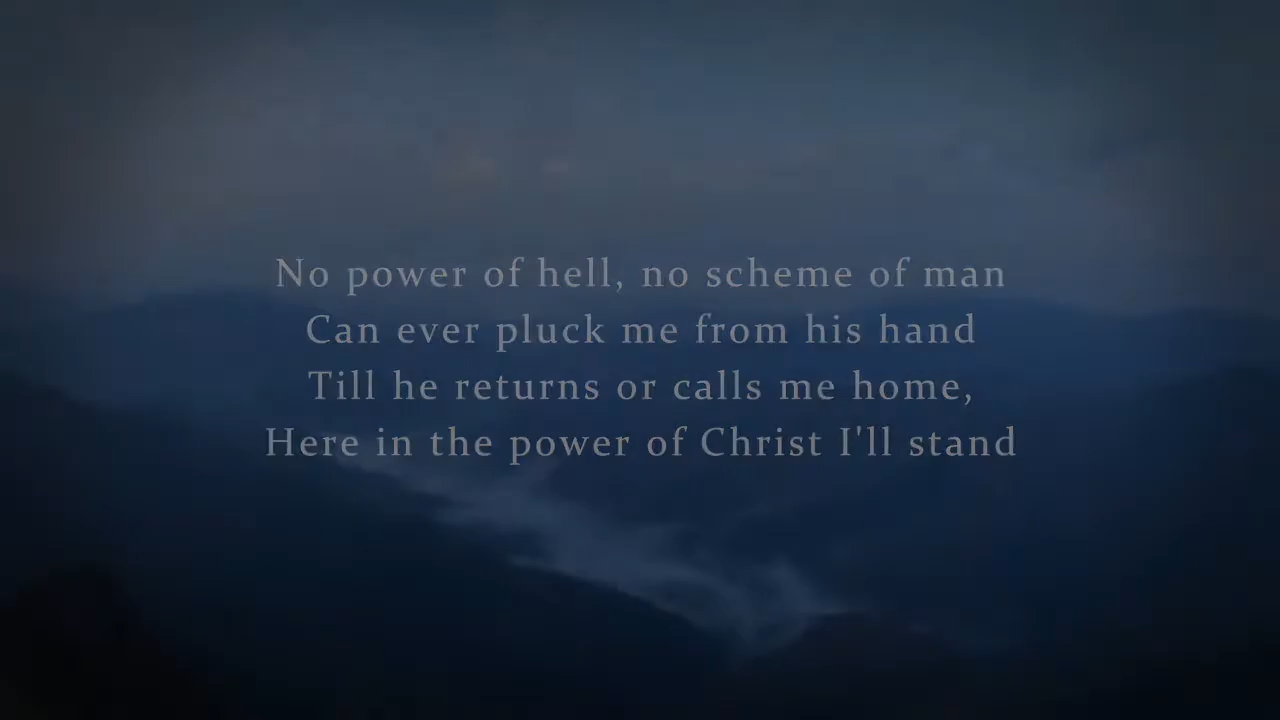 No power of hell, no scheme of man
Can ever pluck me from his hand
Till he returns or calls me home,
Here in the power of Christ I'll stand